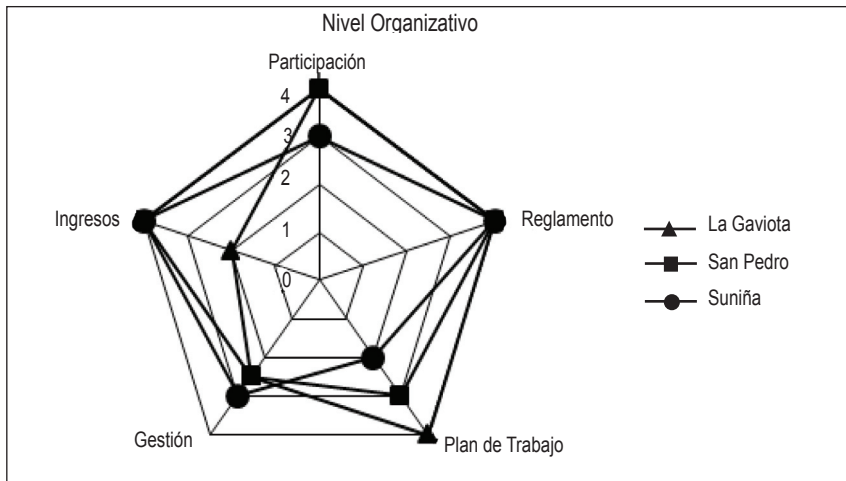 Nivel Organizativo
Participación
4
3
2
1
0
Ingresos
Reglamento
Gestión
Plan de Trabajo
La Gaviota
San Pedro
Suniña